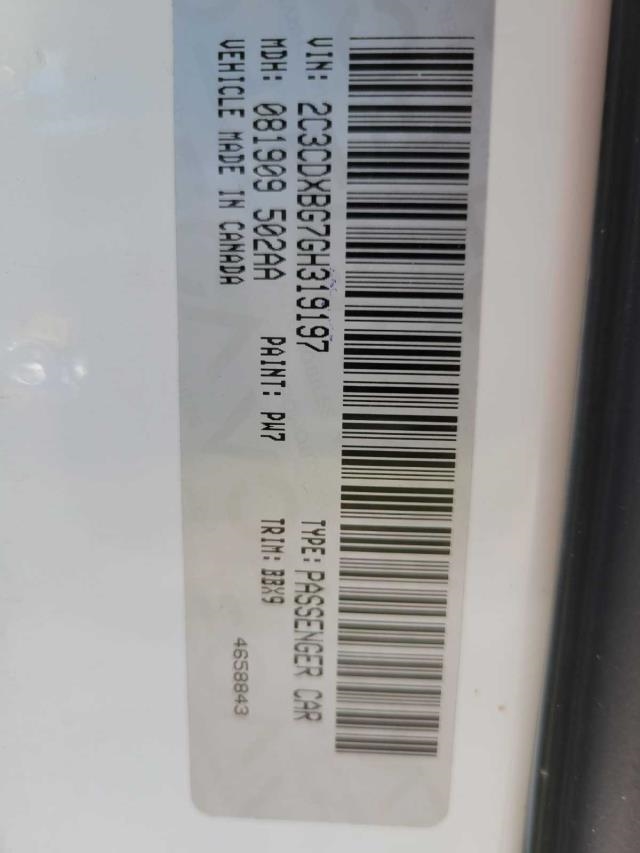 VIN: 2C3CDXBG7GH319197 TYPE: PASSENGER CAR
MDH: 081909 502AA PAINT: PW7 TRIM: BBX9
VEHICLE MADE IN CANADA 4658843